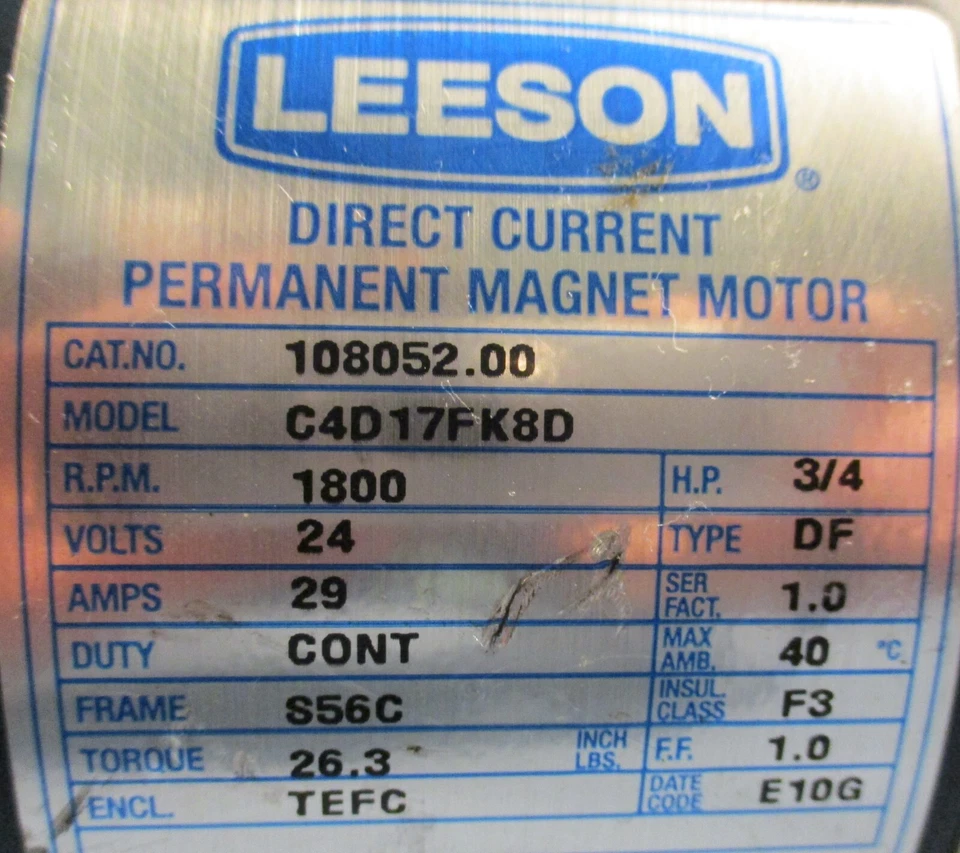 LEESON
®
DIRECT CURRENT
PERMANENT MAGNET MOTOR
CAT.NO. 108052.00
MODEL C4D17FK8D
R.P.M. 1800 H.P. 3/4
VOLTS 24 TYPE DF
AMPS 29 SER FACT. 1.0
DUTY CONT MAX AMB. 40 °C
FRAME S56C INSUL. CLASS F3
TORQUE 26.3 INCH LBS. F.F. 1.0
ENCL. TEFC DATE CODE E10G